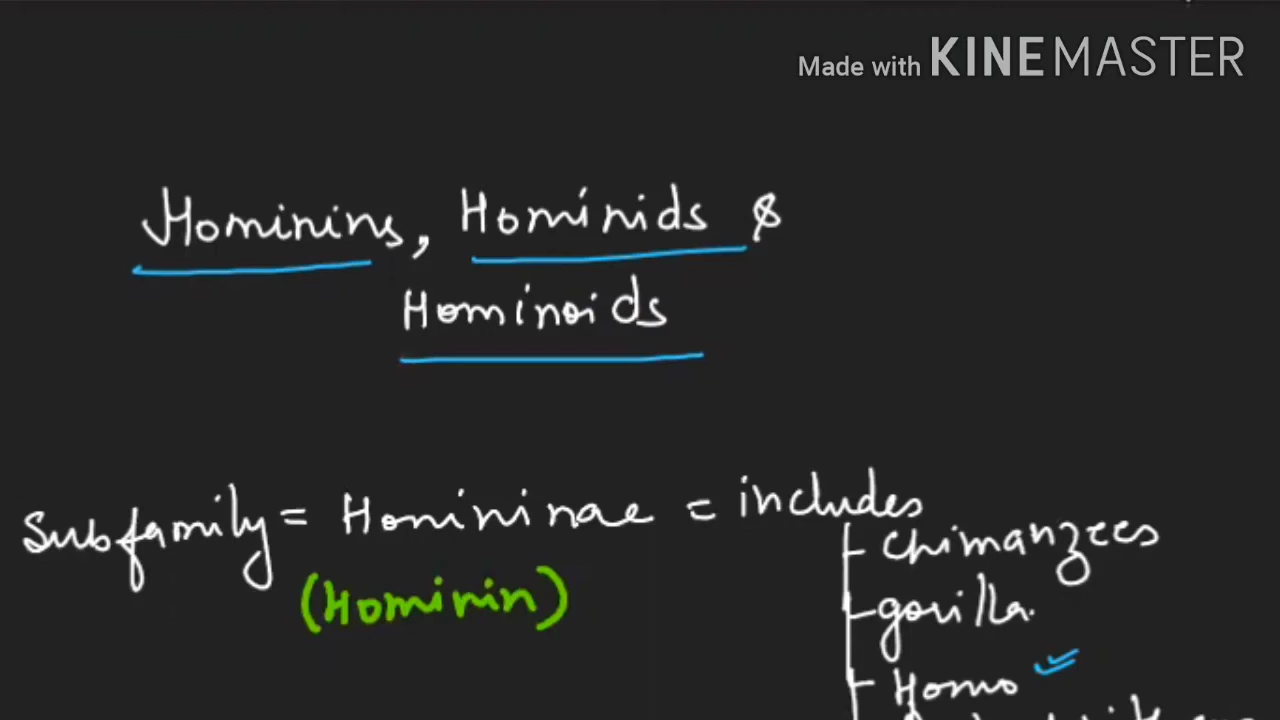 Made with KINEMASTER
Hominins, Hominids &
Hominoids
Subfamily = Homininae = includes
(Hominin)
Chimanzees
gorilla
Homo